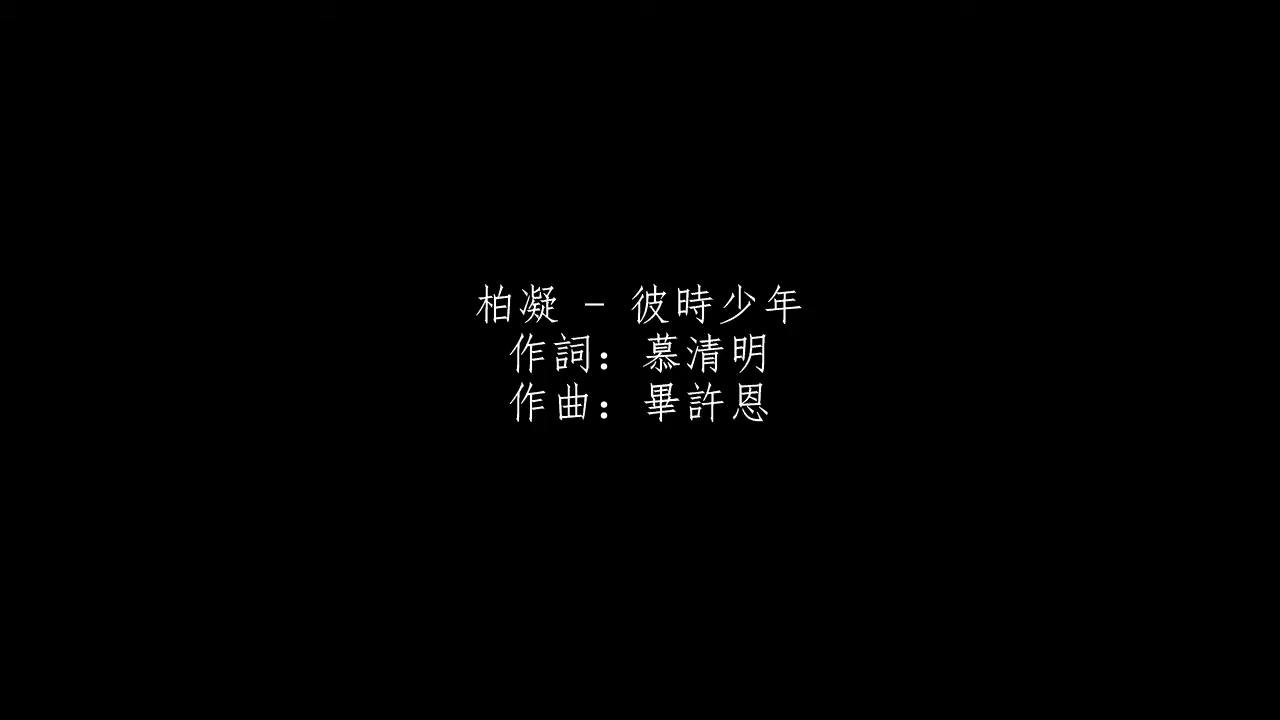 柏凝 - 彼時少年
作詞：慕清明
作曲：畢許恩